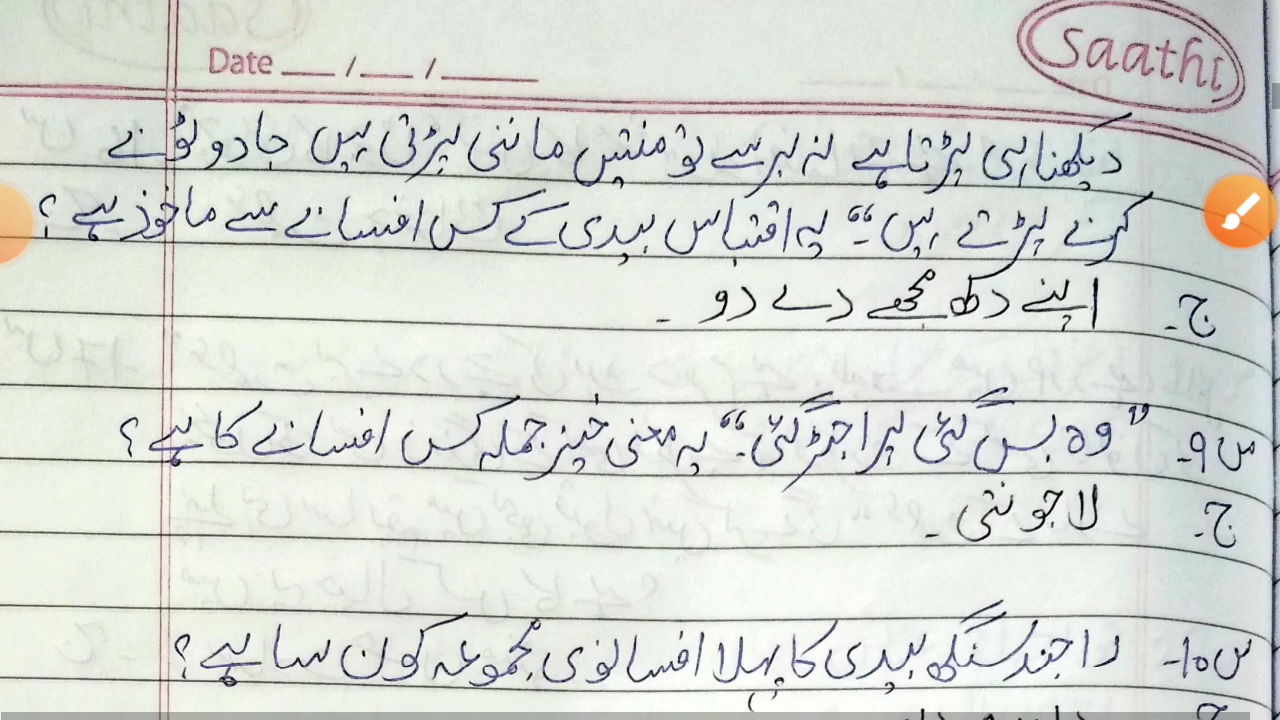 Date __/__/____
Saathi
دیکھنا ہی پڑتا ہے نہ برسے تو منتیں ماننی پڑتی ہیں جادو ٹونے
کرنے پڑتے ہیں۔“ یہ اقتباس بیدی کے کس افسانے سے ماخوذ ہے؟
ج۔ اپنے دکھ مجھے دے دو ۔
س ۹۔ ”وہ بس گئی پر اجڑ گئی۔“ یہ معنی خیز جملہ کس افسانے کا ہے؟
ج۔ لاجونتی ۔
س ۱۰۔ راجندر سنگھ بیدی کا پہلا افسانوی مجموعہ کون سا ہے؟